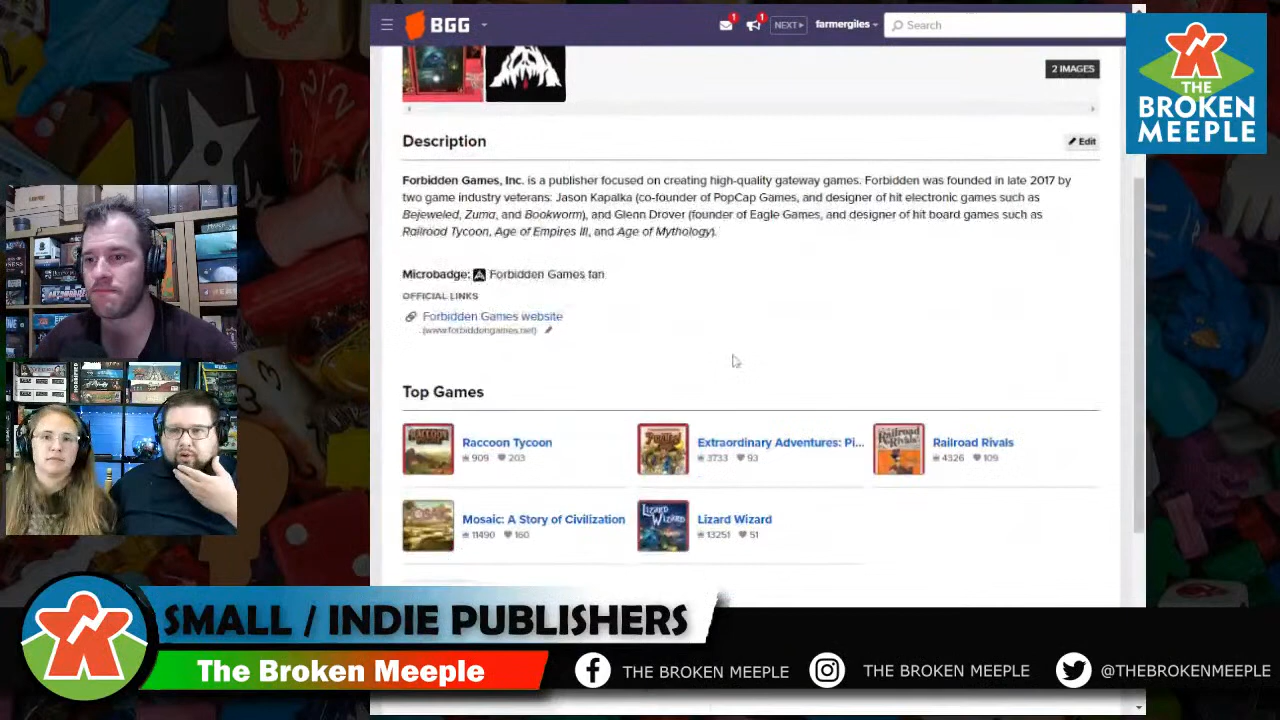 BGG
1
1
NEXT
farmergiles
Search
THE
BROKEN
MEEPLE
2 IMAGES
Description
Edit
Forbidden Games, Inc. is a publisher focused on creating high-quality gateway games. Forbidden was founded in late 2017 by
two game industry veterans: Jason Kapalka (co-founder of PopCap Games, and designer of hit electronic games such as
Bejeweled, Zuma, and Bookworm), and Glenn Drover (founder of Eagle Games, and designer of hit board games such as
Railroad Tycoon, Age of Empires III, and Age of Mythology).
Microbadge: Forbidden Games fan
OFFICIAL LINKS
Forbidden Games website
(www.forbiddengames.net)
Top Games
Raccoon Tycoon
909 203
Extraordinary Adventures: Pi...
3733 93
Railroad Rivals
4326 109
Mosaic: A Story of Civilization
11490 160
Lizard Wizard
13251 51
SMALL / INDIE PUBLISHERS
The Broken Meeple
THE BROKEN MEEPLE
THE BROKEN MEEPLE
@THEBROKENMEEPLE